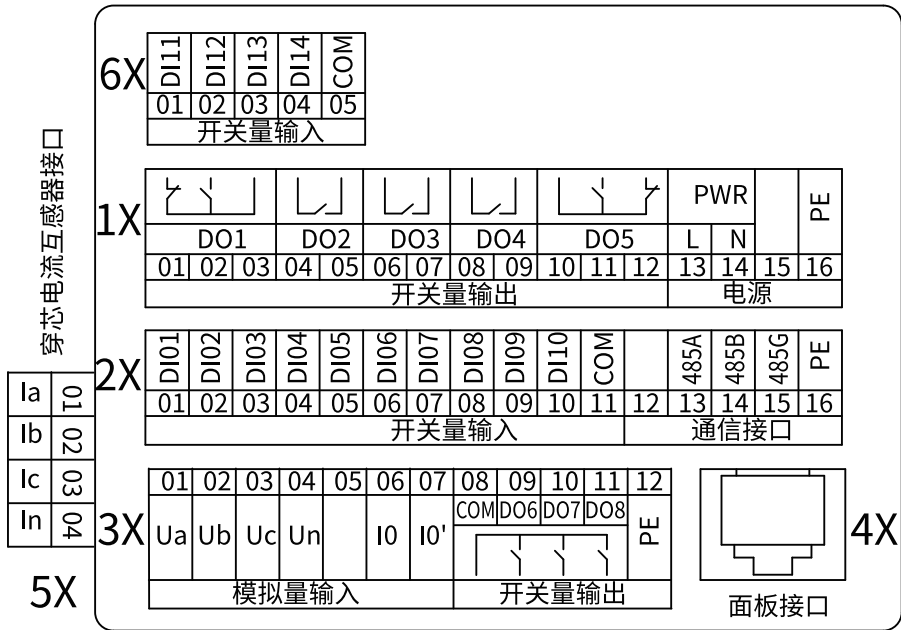 6X
DI11 DI12 DI13 DI14 COM
01 02 03 04 05
开关量输入
穿芯电流互感器接口
1X
PWR PE
DO1 DO2 DO3 DO4 DO5 L N
01 02 03 04 05 06 07 08 09 10 11 12 13 14 15 16
开关量输出 电源
2X
DI01 DI02 DI03 DI04 DI05 DI06 DI07 DI08 DI09 DI10 COM 485A 485B 485G PE
01 02 03 04 05 06 07 08 09 10 11 12 13 14 15 16
开关量输入 通信接口
Ia 01
Ib 02
Ic 03
In 04
5X
3X
01 02 03 04 05 06 07 08 09 10 11 12
COM DO6 DO7 DO8
Ua Ub Uc Un I0 I0' PE
模拟量输入 开关量输出
4X
面板接口